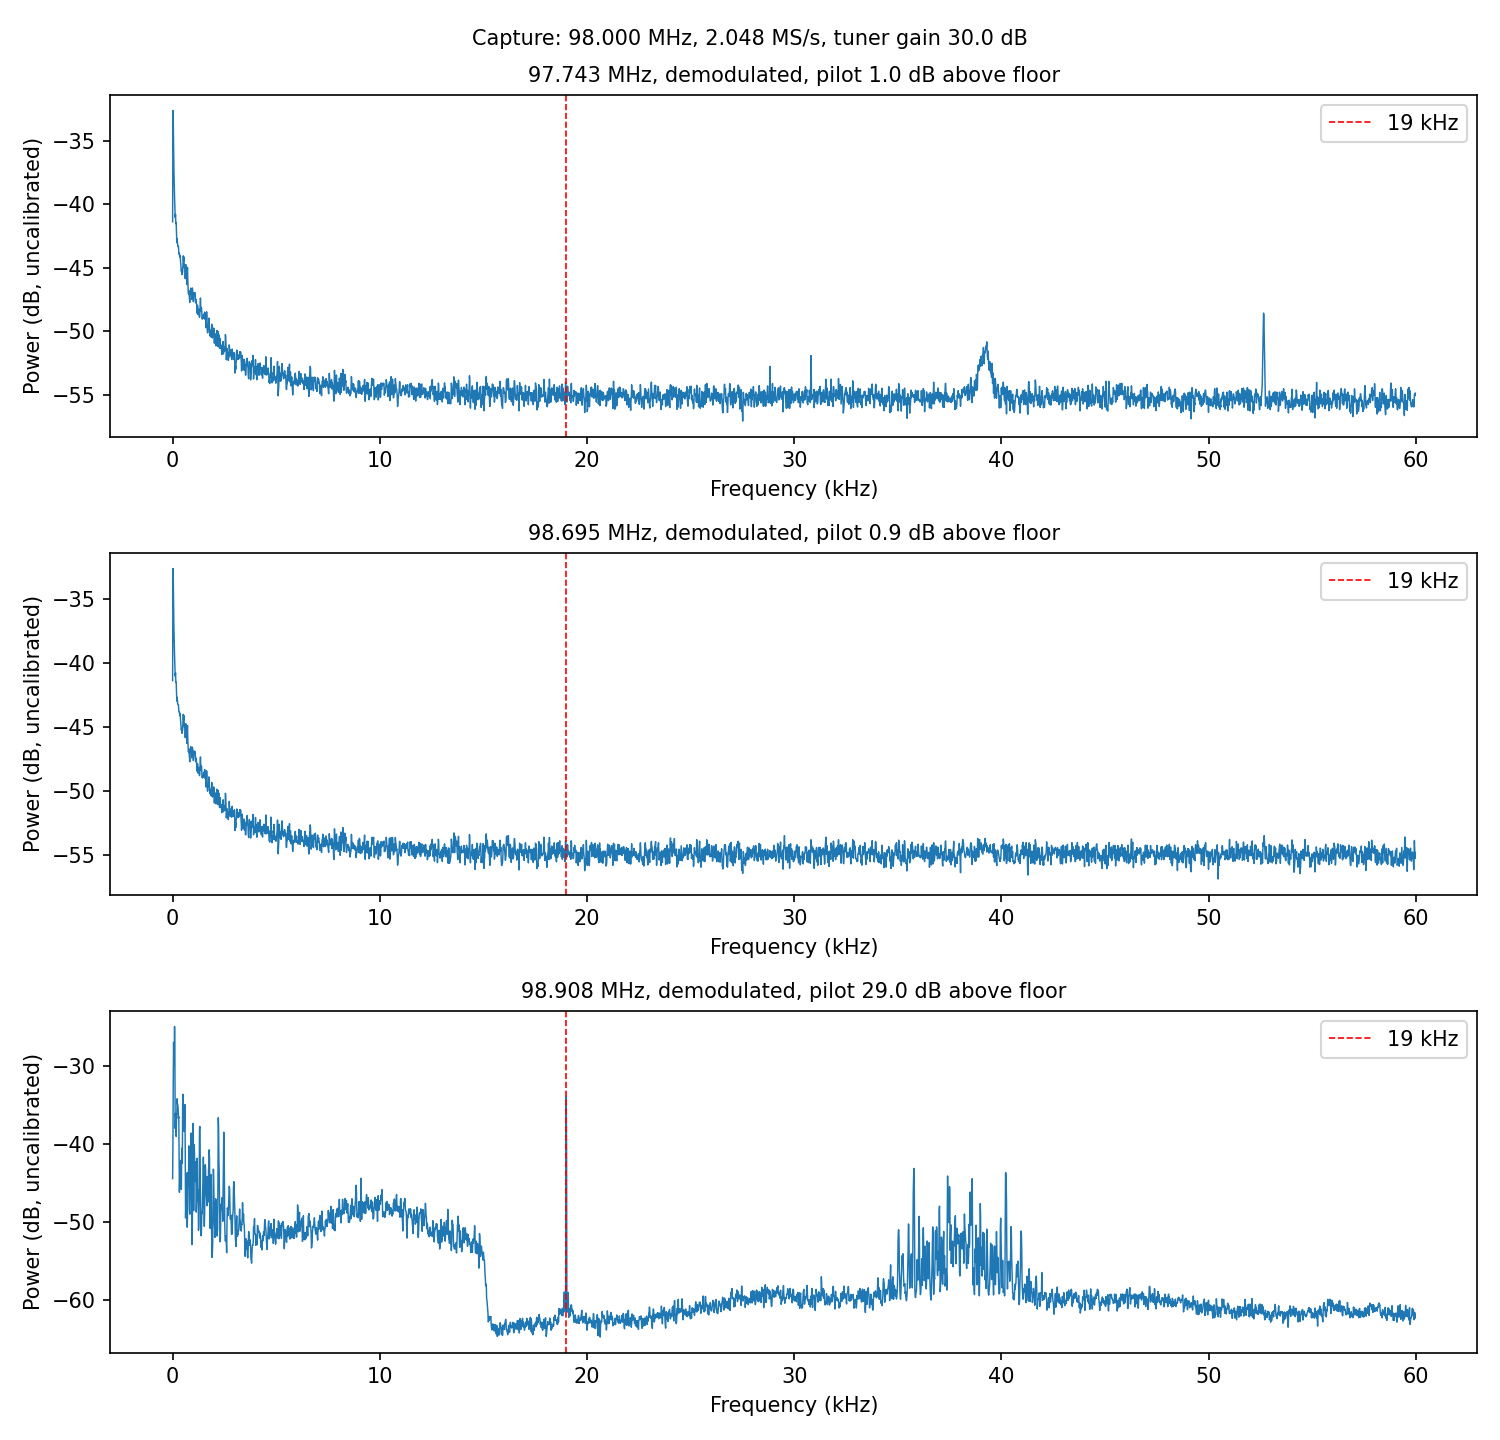 Capture: 98.000 MHz, 2.048 MS/s, tuner gain 30.0 dB
97.743 MHz, demodulated, pilot 1.0 dB above floor
19 kHz
Power (dB, uncalibrated)
−35
−40
−45
−50
−55
0 10 20 30 40 50 60
Frequency (kHz)
98.695 MHz, demodulated, pilot 0.9 dB above floor
19 kHz
Power (dB, uncalibrated)
−35
−40
−45
−50
−55
0 10 20 30 40 50 60
Frequency (kHz)
98.908 MHz, demodulated, pilot 29.0 dB above floor
19 kHz
Power (dB, uncalibrated)
−30
−40
−50
−60
0 10 20 30 40 50 60
Frequency (kHz)